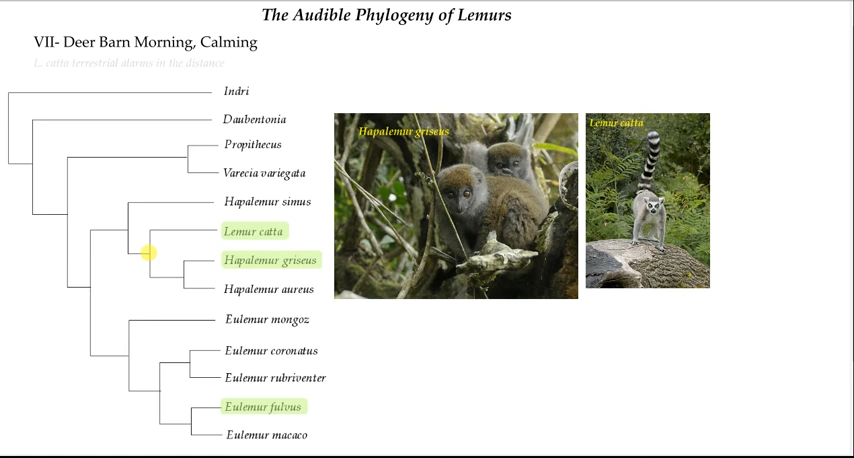 The Audible Phylogeny of Lemurs
VII- Deer Barn Morning, Calming
L. catta terrestrial alarms in the distance
Indri
Daubentonia
Propithecus
Varecia variegata
Hapalemur simus
Lemur catta
Hapalemur griseus
Hapalemur aureus
Eulemur mongoz
Eulemur coronatus
Eulemur rubriventer
Eulemur fulvus
Eulemur macaco
Hapalemur griseus
Lemur catta